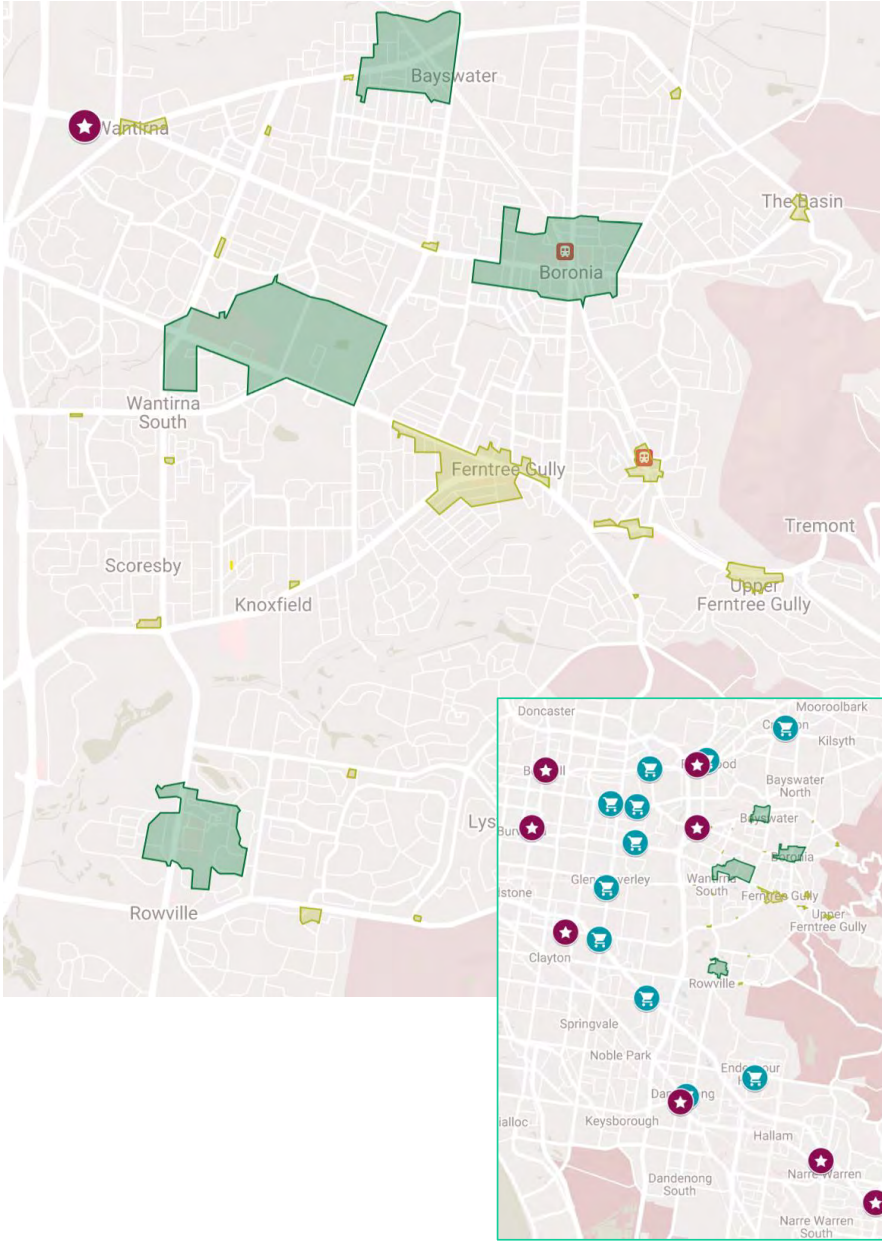 Bayswater
Wantirna
The Basin
Boronia
Wantirna
South
Ferntree Gully
Tremont
Scoresby
Upper
Ferntree Gully
Knoxfield
Lys
Rowville
Doncaster
Mooroolbark
Kilsyth
Bayswater
North
Bayswater
Boronia
Wantirna
South
Ferntree Gully
Upper
Ferntree Gully
Clayton
Rowville
Springvale
Noble Park
Keysborough
Hallam
Narre Warren
Dandenong
South
Narre Warren
South